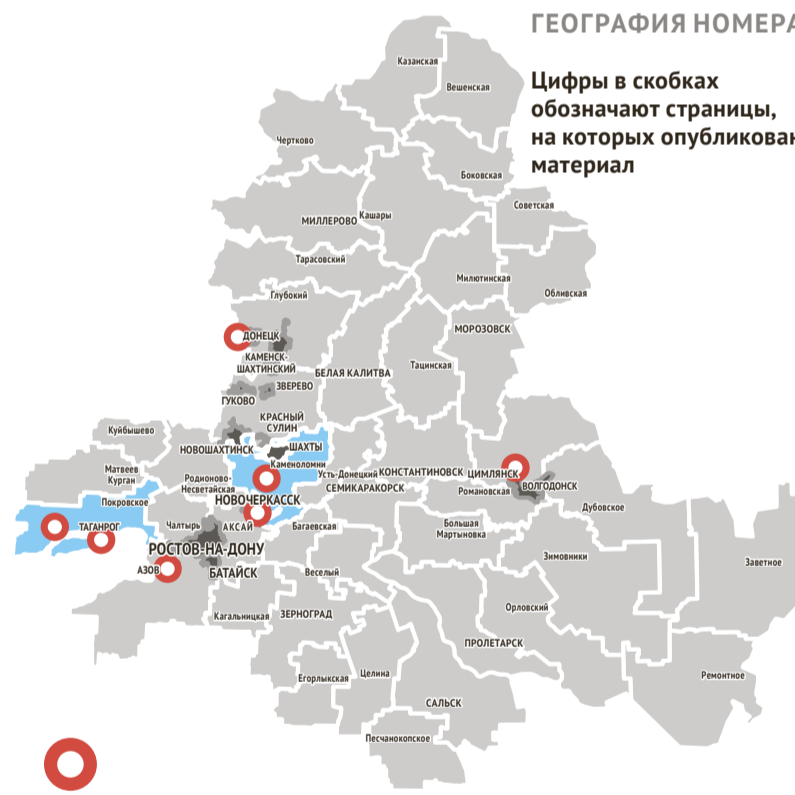 ГЕОГРАФИЯ НОМЕРА
Цифры в скобках
обозначают страницы,
на которых опубликован
материал
Казанская
Вешенская
Чертково
Боковская
Советская
МИЛЛЕРОВО
Кашары
Тарасовский
Милютинская
Обливская
Глубокий
ДОНЕЦК
МОРОЗОВСК
КАМЕНСК-
ШАХТИНСКИЙ
БЕЛАЯ КАЛИТВА
Тацинская
ЗВЕРЕВО
ГУКОВО
КРАСНЫЙ
СУЛИН
Куйбышево
НОВОШАХТИНСК
ШАХТЫ
Каменоломни
Матвеев
Курган
Родионово-
Несветайская
Усть-Донецкий
КОНСТАНТИНОВСК
ЦИМЛЯНСК
СЕМИКАРАКОРСК
Романовская
ВОЛГОДОНСК
Покровское
НОВОЧЕРКАССК
Дубовское
ТАГАНРОГ
Чалтырь
АКСАЙ
Багаевская
Большая
Мартыновка
РОСТОВ-НА-ДОНУ
Зимовники
Заветное
АЗОВ
БАТАЙСК
Веселый
Кагальницкая
ЗЕРНОГРАД
Орловский
ПРОЛЕТАРСК
Егорлыкская
Целина
Ремонтное
САЛЬСК
Песчанокопское